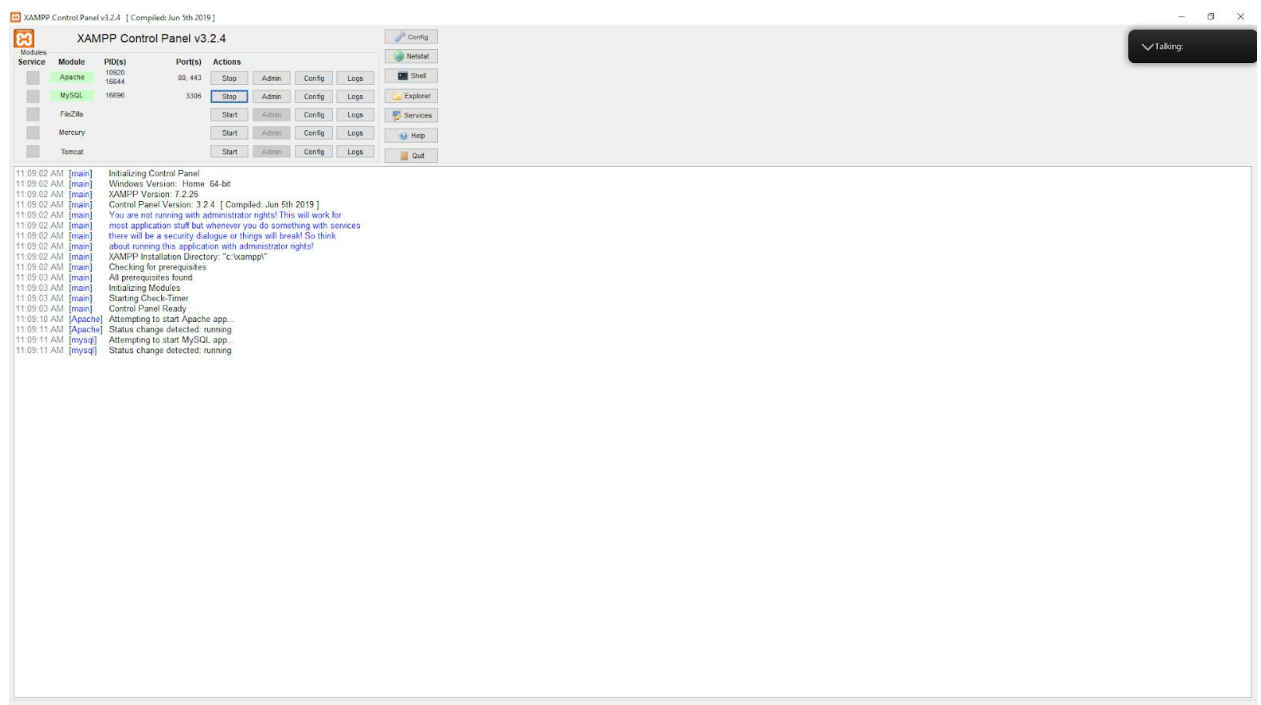 XAMPP Control Panel v3.2.4 [ Compiled: Jun 5th 2019 ]
XAMPP Control Panel v3.2.4
Config
Talking:
Modules
Service Module PID(s) Port(s) Actions
Netstat
Apache 10920 16644 80, 443 Stop Admin Config Logs
Shell
MySQL 16696 3306 Stop Admin Config Logs
Explorer
FileZilla Start Admin Config Logs
Services
Mercury Start Admin Config Logs
Help
Tomcat Start Admin Config Logs
Quit
11:09:02 AM [main] Initializing Control Panel
11:09:02 AM [main] Windows Version: Home 64-bit
11:09:02 AM [main] XAMPP Version: 7.2.26
11:09:02 AM [main] Control Panel Version: 3.2.4 [ Compiled: Jun 5th 2019 ]
11:09:02 AM [main] You are not running with administrator rights! This will work for
11:09:02 AM [main] most application stuff but whenever you do something with services
11:09:02 AM [main] there will be a security dialogue or things will break! So think
11:09:02 AM [main] about running this application with administrator rights!
11:09:02 AM [main] XAMPP Installation Directory: "c:\xampp\"
11:09:02 AM [main] Checking for prerequisites
11:09:03 AM [main] All prerequisites found
11:09:03 AM [main] Initializing Modules
11:09:03 AM [main] Starting Check-Timer
11:09:03 AM [main] Control Panel Ready
11:09:10 AM [Apache] Attempting to start Apache app...
11:09:11 AM [Apache] Status change detected: running
11:09:11 AM [mysql] Attempting to start MySQL app...
11:09:11 AM [mysql] Status change detected: running